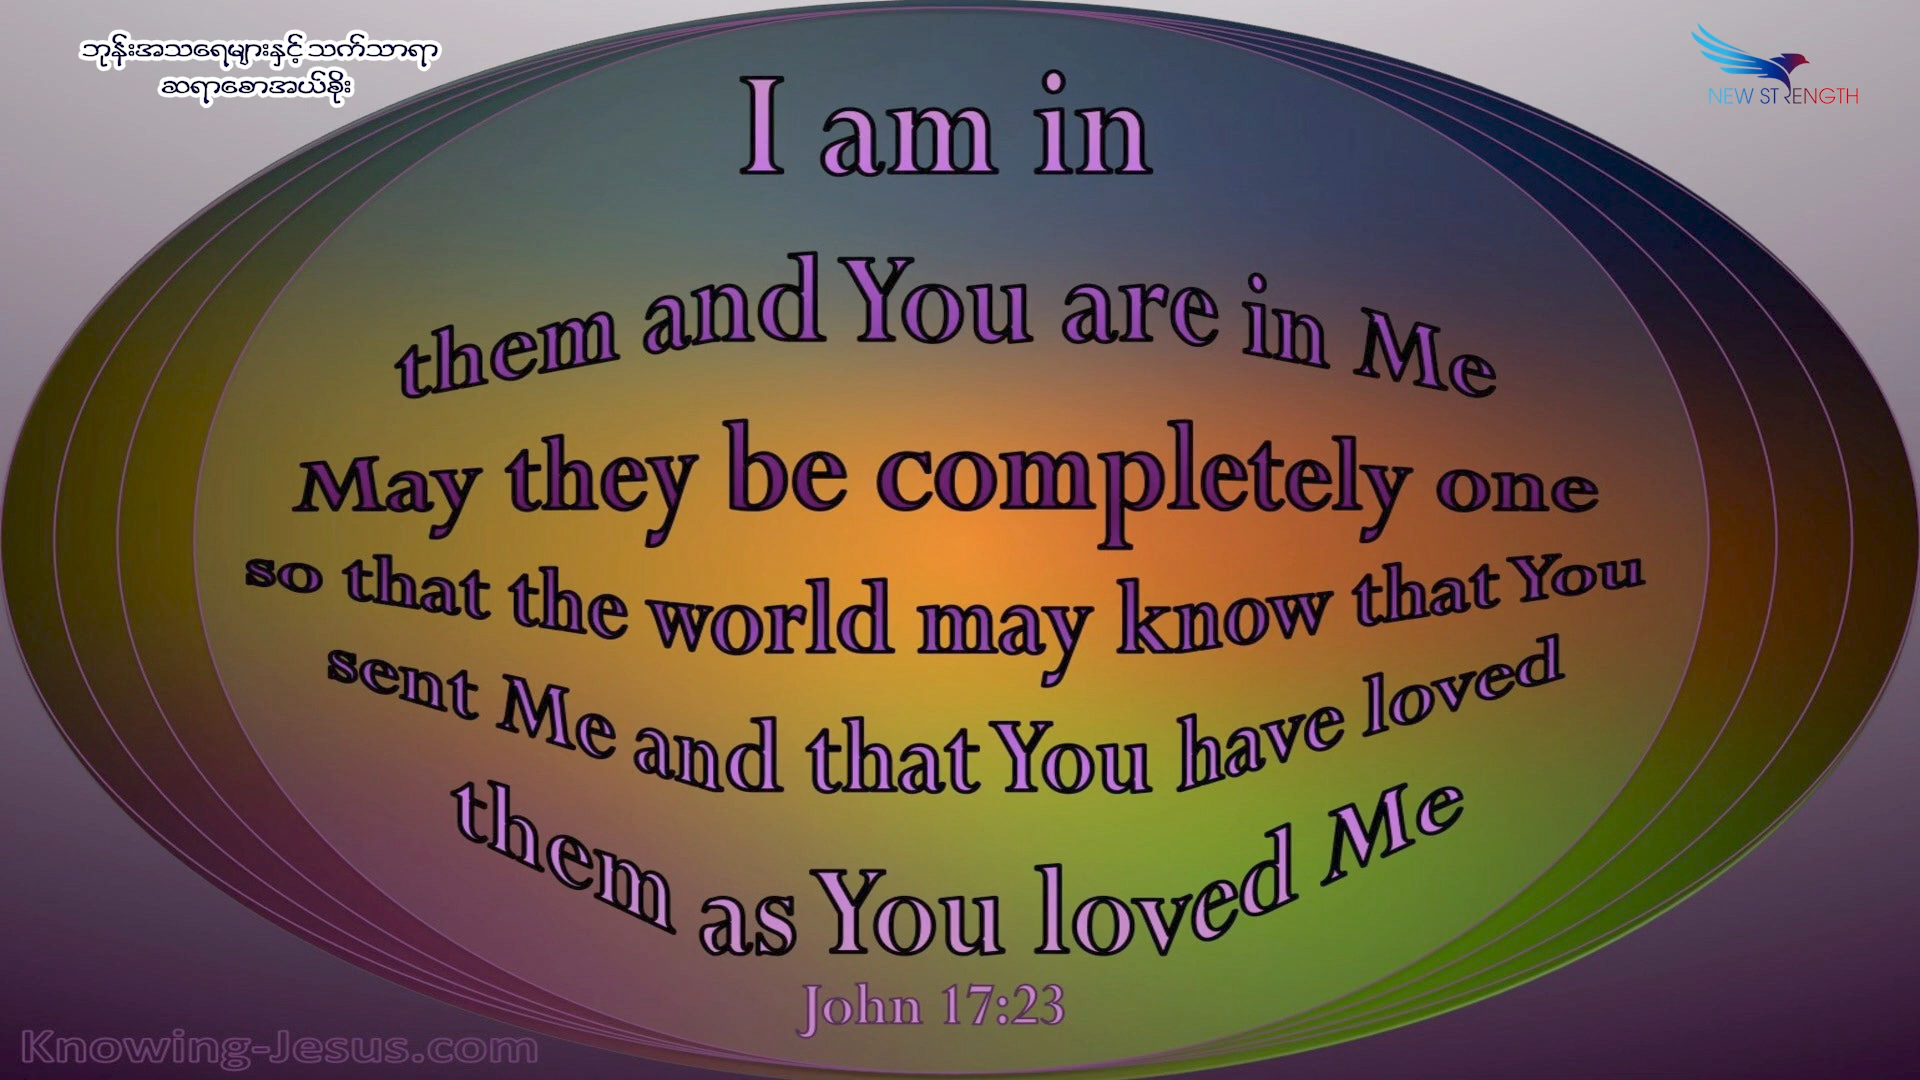 ဘုန်းအသရေများနှင့် သက်သာရာ
ဆရာစောအယ်စိုး
NEW STRENGTH
I am in
them and You are in Me
May they be completely one
so that the world may know that You
sent Me and that You have loved
them as You loved Me
John 17:23
Knowing-Jesus.com